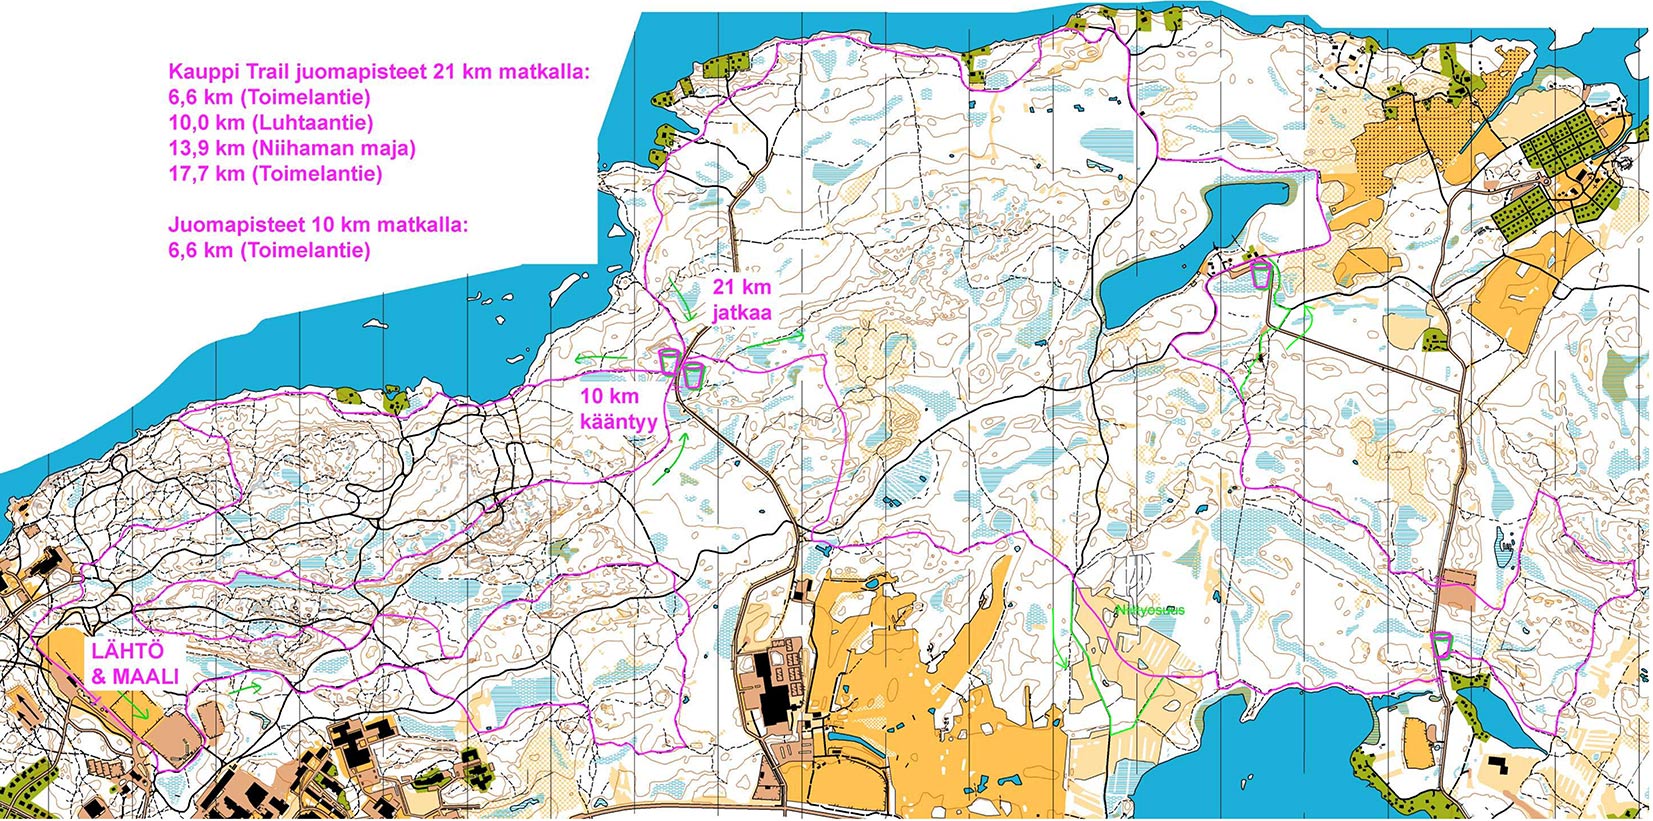 Kauppi Trail juomapisteet 21 km matkalla:
6,6 km (Toimelantie)
10,0 km (Luhtaantie)
13,9 km (Niihaman maja)
17,7 km (Toimelantie)
Juomapisteet 10 km matkalla:
6,6 km (Toimelantie)
21 km
jatkaa
10 km
kääntyy
Niittyosuus
LÄHTÖ
& MAALI